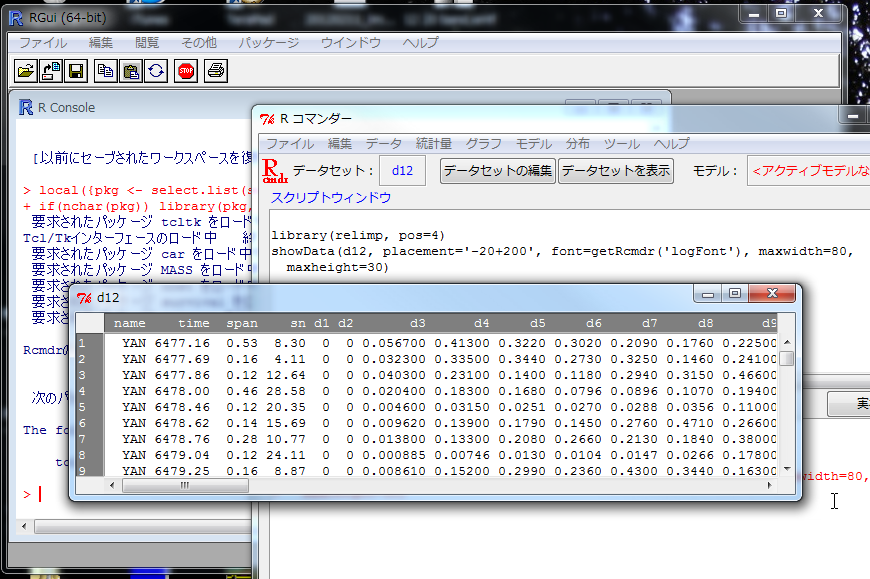 RGui (64-bit)
ファイル 編集 閲覧 その他 パッケージ ウインドウ ヘルプ
STOP
R Console
[以前にセーブされたワークスペースを復
> local({pkg <- select.list(s
+ if(nchar(pkg)) library(pkg,
要求されたパッケージ tcltk をロード
Tcl/Tkインターフェースのロード中
要求されたパッケージ car をロード中
要求されたパッケージ MASS をロード中
要求さ
要求さ
要求さ
Rcmdrの
次のパ
The fo
to
>
R コマンダー
ファイル 編集 データ 統計量 グラフ モデル 分布 ツール ヘルプ
R cmdr データセット : d12 データセットの編集 データセットを表示 モデル : <アクティブモデルな
スクリプトウィンドウ
library(relimp, pos=4)
showData(d12, placement='-20+200', font=getRcmdr('logFont'), maxwidth=80,
maxheight=30)
実
width=80,
d12
name time span sn d1 d2 d3 d4 d5 d6 d7 d8 d9
1 YAN 6477.16 0.53 8.30 0 0 0.056700 0.41300 0.3220 0.3020 0.2090 0.1760 0.22500
2 YAN 6477.69 0.16 4.11 0 0 0.032300 0.33500 0.3440 0.2730 0.3250 0.1460 0.24100
3 YAN 6477.86 0.12 12.64 0 0 0.040300 0.23100 0.1400 0.1180 0.2940 0.3150 0.46600
4 YAN 6478.00 0.46 28.58 0 0 0.020400 0.18300 0.1680 0.0796 0.0896 0.1070 0.19400
5 YAN 6478.46 0.12 20.35 0 0 0.004600 0.03150 0.0251 0.0270 0.0288 0.0356 0.11000
6 YAN 6478.62 0.14 15.69 0 0 0.009620 0.13900 0.1790 0.1450 0.2760 0.4710 0.26600
7 YAN 6478.76 0.28 10.77 0 0 0.013800 0.13300 0.2080 0.2660 0.2130 0.1840 0.38000
8 YAN 6479.04 0.12 24.11 0 0 0.000885 0.00746 0.0130 0.0104 0.0147 0.0266 0.17800
9 YAN 6479.25 0.16 8.87 0 0 0.008610 0.15200 0.2990 0.2360 0.4300 0.3440 0.16300